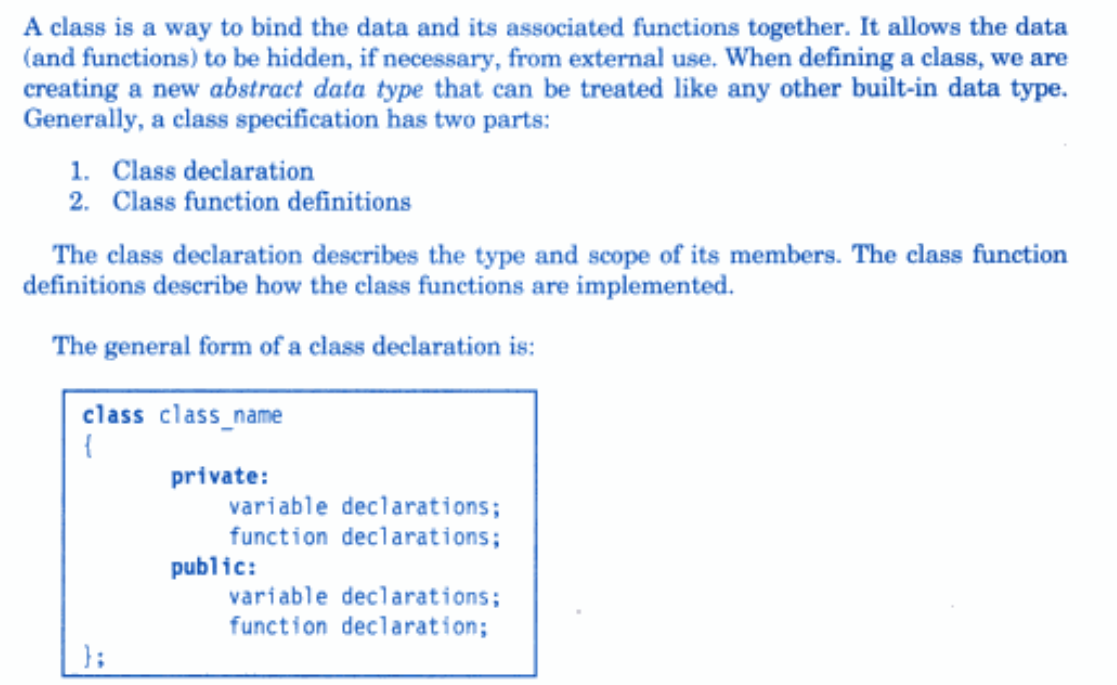 A class is a way to bind the data and its associated functions together. It allows the data
(and functions) to be hidden, if necessary, from external use. When defining a class, we are
creating a new abstract data type that can be treated like any other built-in data type.
Generally, a class specification has two parts:
1. Class declaration
2. Class function definitions
The class declaration describes the type and scope of its members. The class function
definitions describe how the class functions are implemented.
The general form of a class declaration is:
class class_name
{
private:
variable declarations;
function declarations;
public:
variable declarations;
function declaration;
};